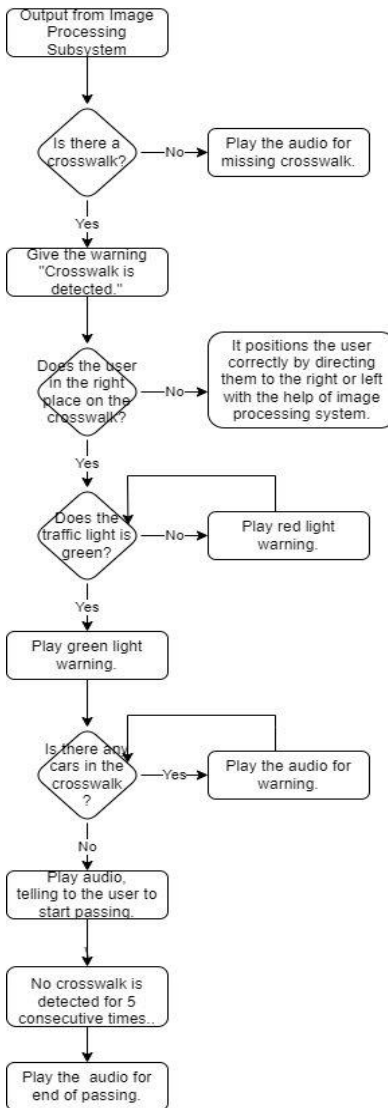 Output from Image
Processing
Subsystem
Is there a
crosswalk?
No
Play the audio for
missing crosswalk.
Yes
Give the warning
"Crosswalk is
detected."
Does the user
in the right
place on the
crosswalk?
No
It positions the user
correctly by directing
them to the right or left
with the help of image
processing system.
Yes
Does the
traffic light is
green?
No
Play red light
warning.
Yes
Play green light
warning.
Is there any
cars in the
crosswalk
?
Yes
Play the audio for
warning.
No
Play audio,
telling to the user to
start passing.
No crosswalk is
detected for 5
consecutive times..
Play the audio for
end of passing.